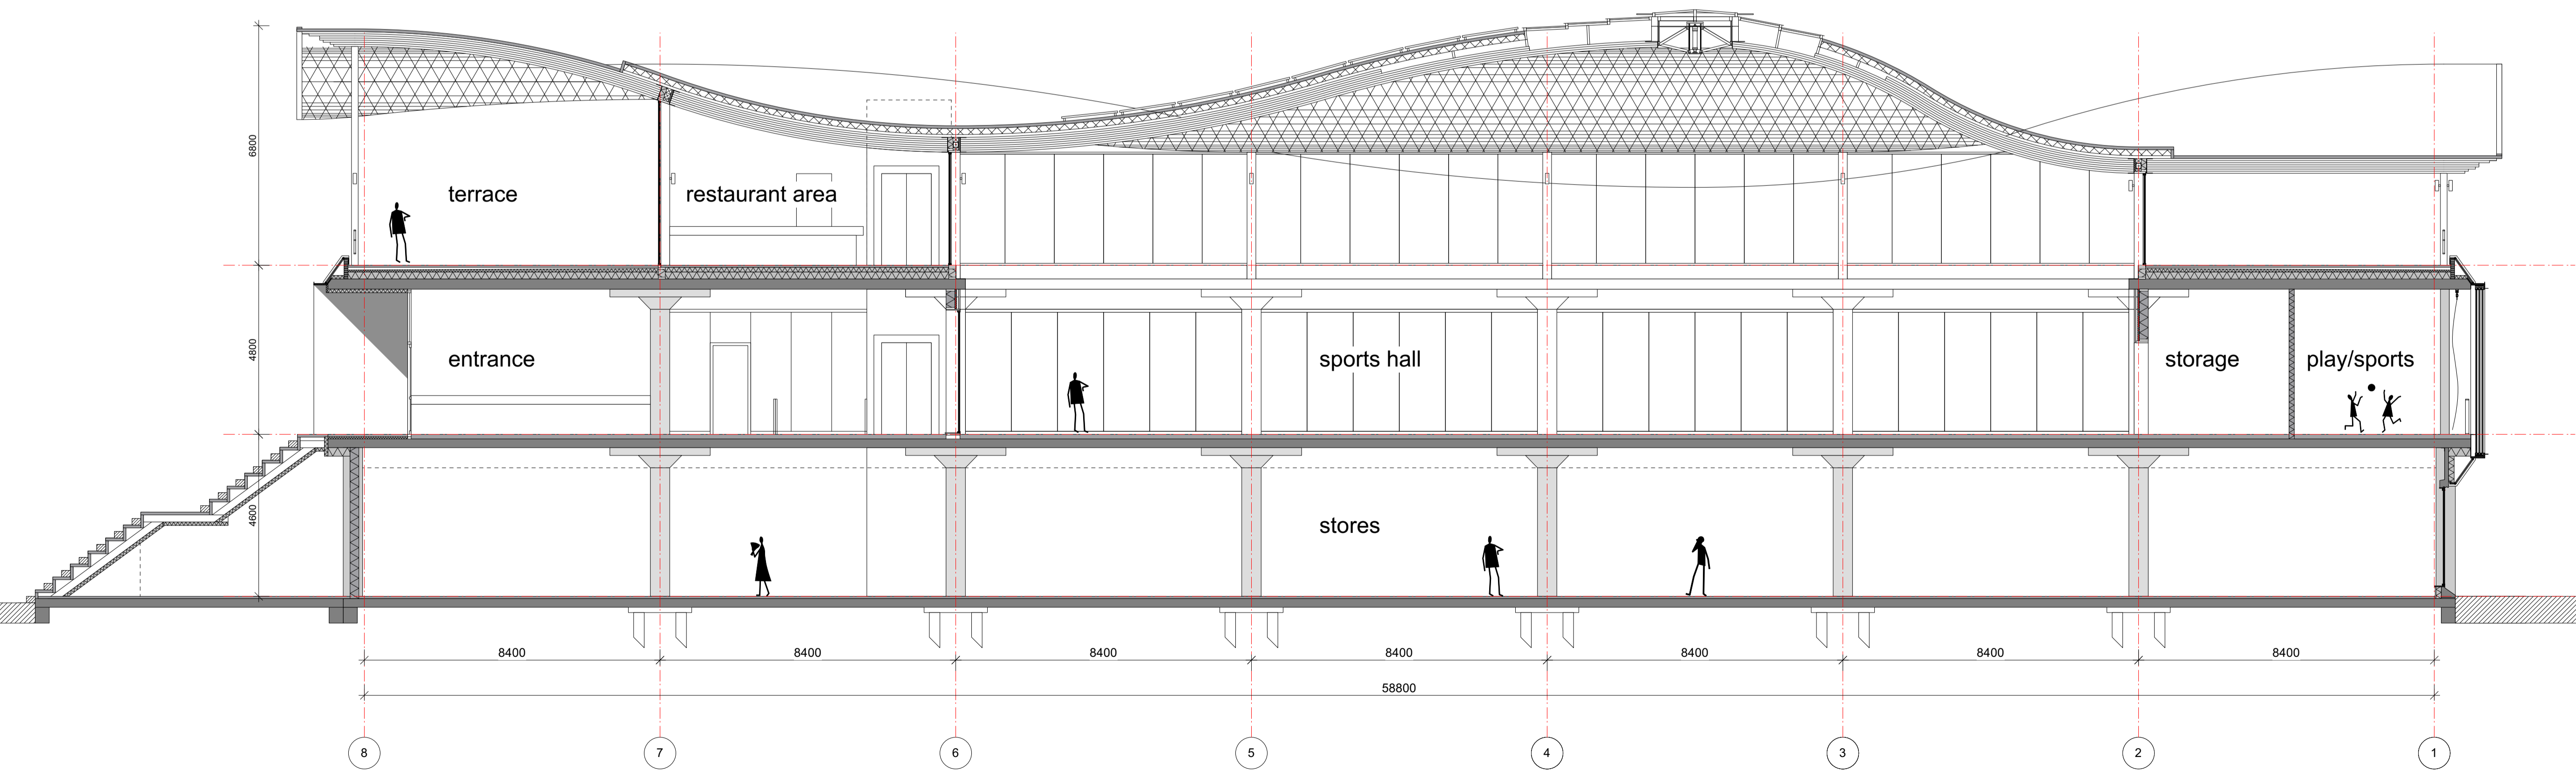 6800
terrace
restaurant area
4800
entrance
sports hall
storage
play/sports
4600
stores
8400
8400
8400
8400
8400
8400
8400
58800
8
7
6
5
4
3
2
1